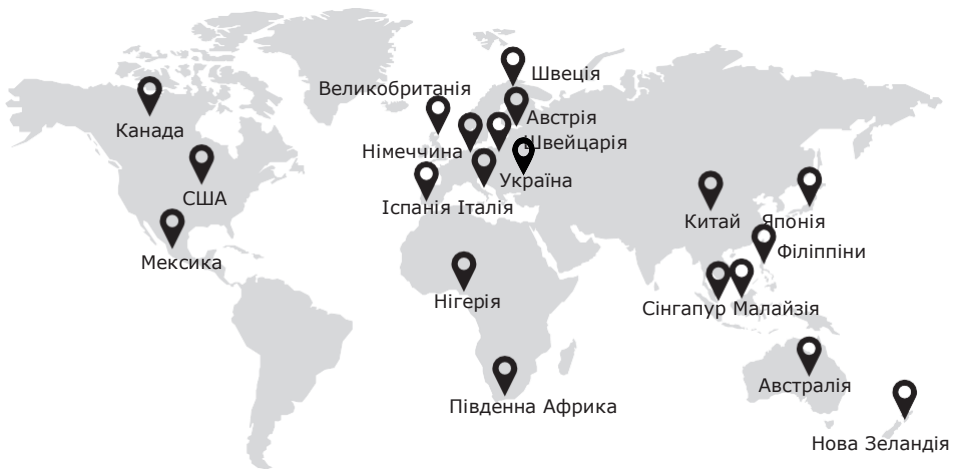 Швеція
Великобританія
Австрія
Канада
Швейцарія
Німеччина
Україна
США
Іспанія Італія
Китай Японія
Філіппіни
Мексика
Нігерія
Сінгапур Малайзія
Австралія
Південна Африка
Нова Зеландія